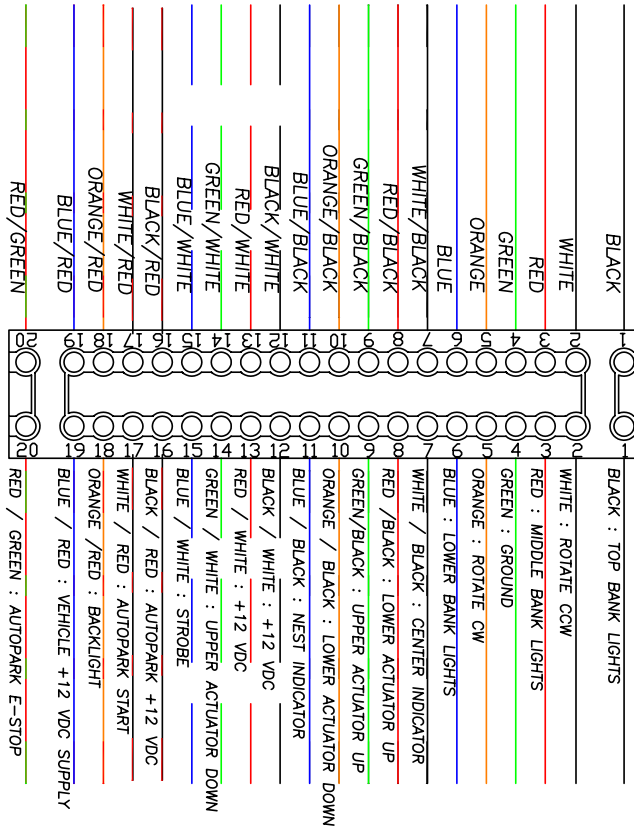 BLACK
WHITE
RED
GREEN
ORANGE
BLUE
WHITE/BLACK
RED/BLACK
GREEN/BLACK
ORANGE/BLACK
BLUE/BLACK
BLACK/WHITE
RED/WHITE
GREEN/WHITE
BLUE/WHITE
BLACK/RED
WHITE/RED
ORANGE/RED
BLUE/RED
RED/GREEN
1
2
3
4
5
6
7
8
9
10
11
12
13
14
15
16
17
18
19
20
1
2
3
4
5
6
7
8
9
10
11
12
13
14
15
16
17
18
19
20
BLACK : TOP BANK LIGHTS
WHITE : ROTATE CCW
RED : MIDDLE BANK LIGHTS
GREEN : GROUND
ORANGE : ROTATE CW
BLUE : LOWER BANK LIGHTS
WHITE / BLACK : CENTER INDICATOR
RED /BLACK : LOWER ACTUATOR UP
GREEN/BLACK : UPPER ACTUATOR UP
ORANGE / BLACK : LOWER ACTUATOR DOWN
BLUE / BLACK : NEST INDICATOR
BLACK / WHITE : +12 VDC
RED / WHITE : +12 VDC
GREEN / WHITE : UPPER ACTUATOR DOWN
BLUE / WHITE : STROBE
BLACK / RED : AUTOPARK +12 VDC
WHITE / RED : AUTOPARK START
ORANGE /RED : BACKLIGHT
BLUE / RED : VEHICLE +12 VDC SUPPLY
RED / GREEN : AUTOPARK E-STOP